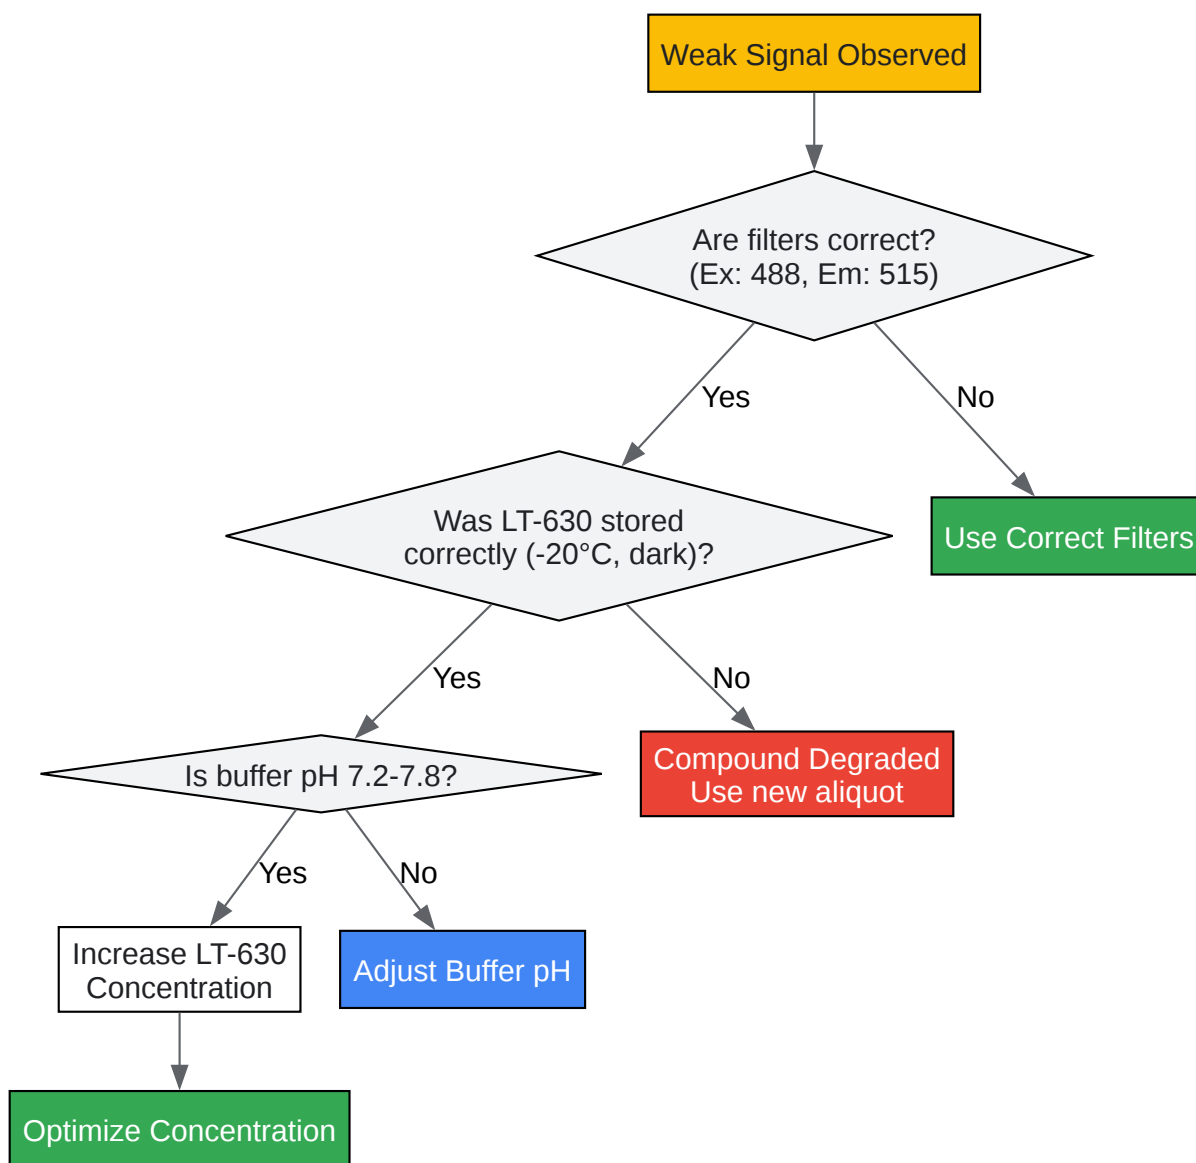 Weak Signal Observed
Are filters correct?
(Ex: 488, Em: 515)
Yes
No
Was LT-630 stored
correctly (-20°C, dark)?
Use Correct Filters
Yes
No
Is buffer pH 7.2-7.8?
Compound Degraded
Use new aliquot
Yes
No
Increase LT-630
Concentration
Adjust Buffer pH
Optimize Concentration